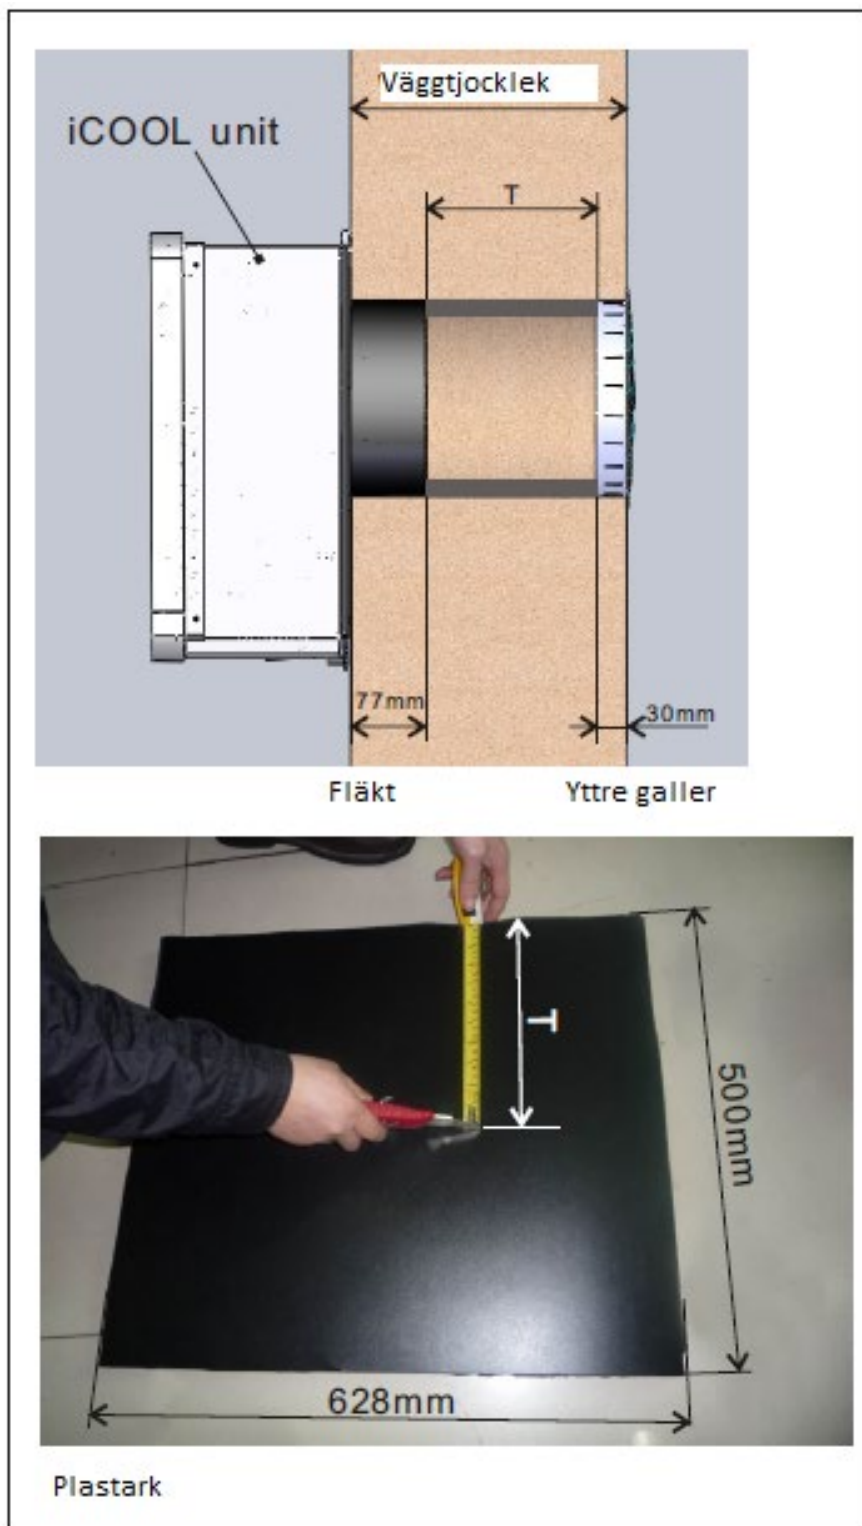 Väggtjocklek
iCOOL unit
T
77mm
30mm
Fläkt
Yttre galler
T
500mm
628mm
Plastark